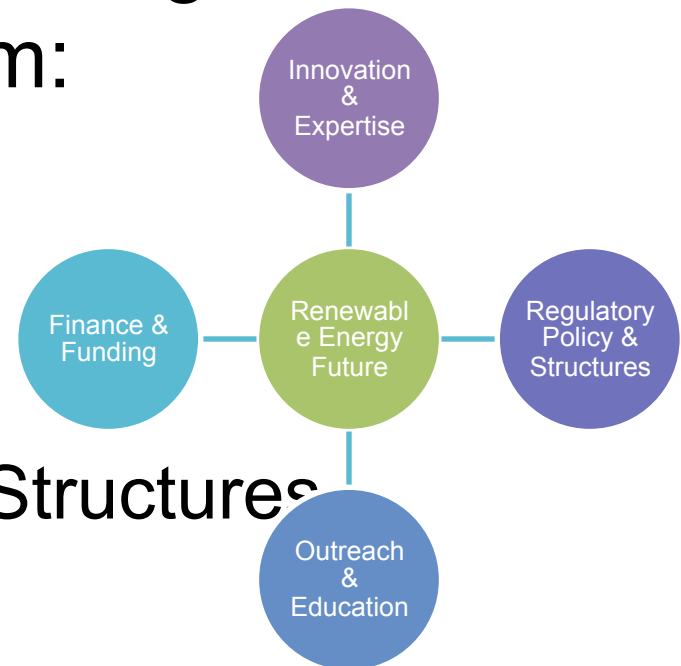 m:
Innovation
&
Expertise
Finance &
Funding
Renewabl
e Energy
Future
Regulatory
Policy &
Structures
Structures
Outreach
&
Education